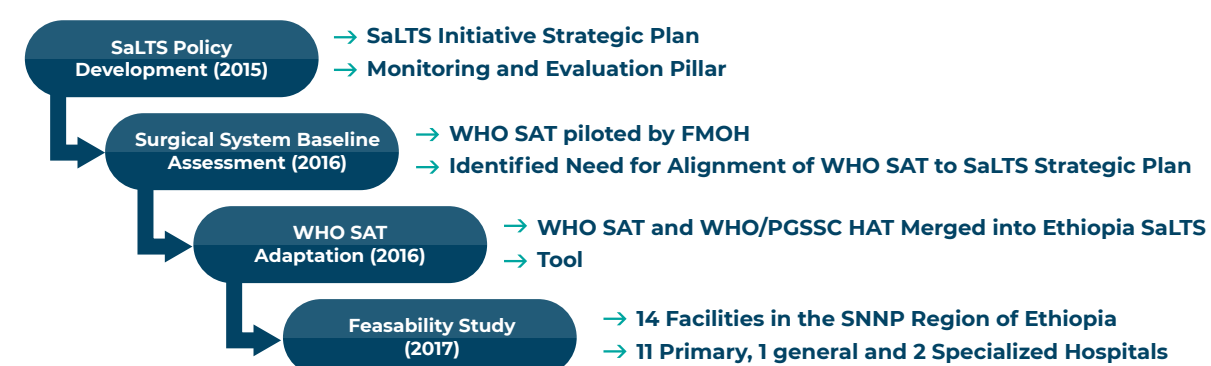 SaLTS Policy
Development (2015)
→ SaLTS Initiative Strategic Plan
→ Monitoring and Evaluation Pillar
Surgical System Baseline
Assessment (2016)
→ WHO SAT piloted by FMOH
→ Identified Need for Alignment of WHO SAT to SaLTS Strategic Plan
WHO SAT
Adaptation (2016)
→ WHO SAT and WHO/PGSSC HAT Merged into Ethiopia SaLTS
→ Tool
Feasability Study
(2017)
→ 14 Facilities in the SNNP Region of Ethiopia
→ 11 Primary, 1 general and 2 Specialized Hospitals